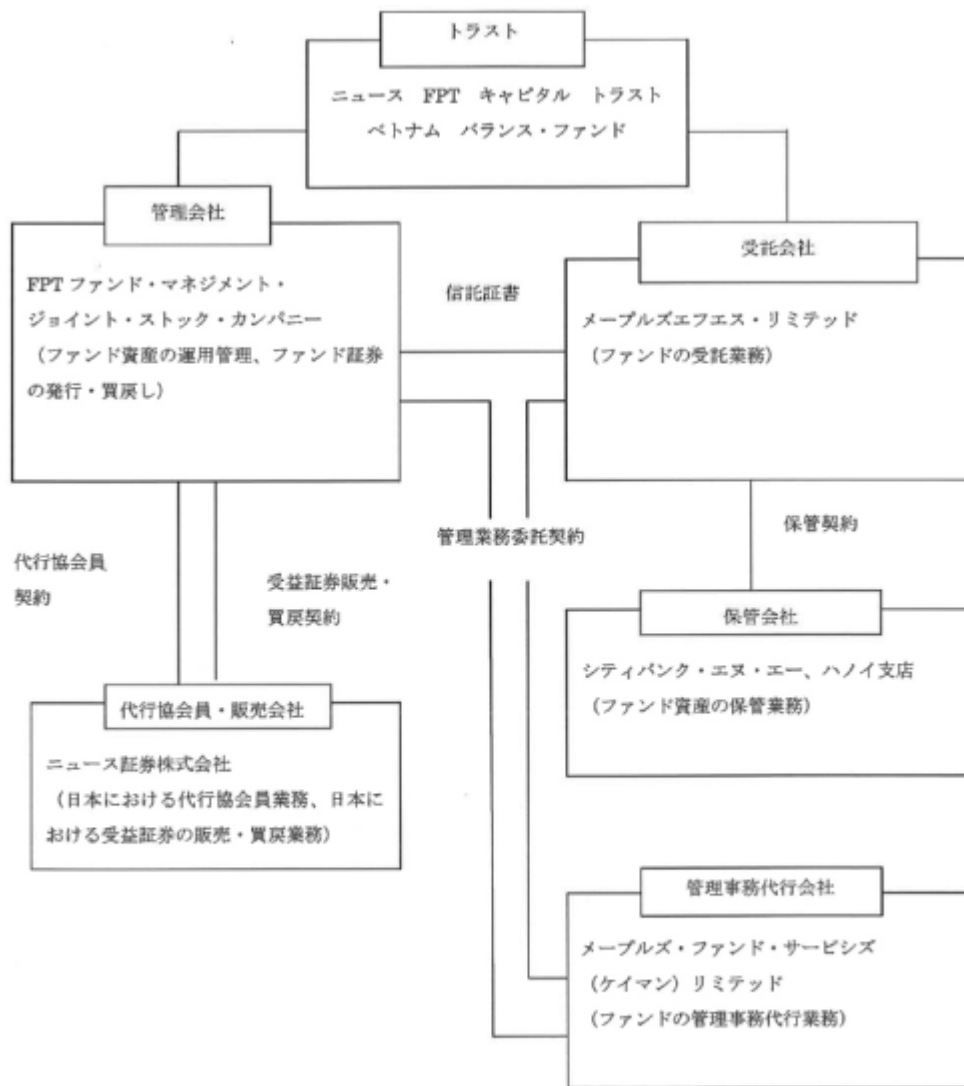 トラスト
ニュース FPT キャピタル トラスト
ベトナム バランス・ファンド
管理会社
FPTファンド・マネジメント・
ジョイント・ストック・カンパニー
(ファンド資産の運用管理、ファンド証券
の発行・買戻し)
信託証書
受託会社
メープルズエフエス・リミテッド
(ファンドの受託業務)
代行協会員
契約
受益証券販売・
買戻契約
管理業務委託契約
保管契約
保管会社
シティバンク・エヌ・エー、ハノイ支店
(ファンド資産の保管業務)
代行協会員・販売会社
ニュース証券株式会社
(日本における代行協会員業務、日本に
おける受益証券の販売・買戻業務)
管理事務代行会社
メープルズ・ファンド・サービシズ
(ケイマン)リミテッド
(ファンドの管理事務代行業務)